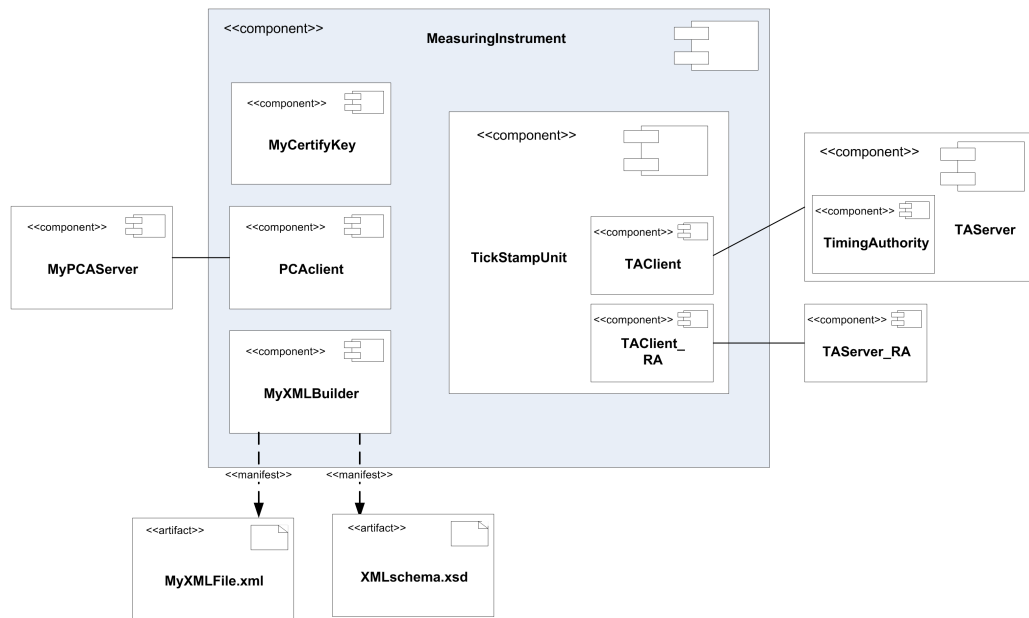 <<component>>
MeasuringInstrument
<<component>>
MyCertifyKey
<<component>>
MyPCAServer
<<component>>
PCAclient
<<component>>
MyXMLBuilder
<<component>>
TickStampUnit
<<component>>
TAClient
<<component>>
TAClient_
RA
<<component>>
TAServer
<<component>>
TimingAuthority
<<component>>
TAServer_RA
<<manifest>>
<<manifest>>
<<artifact>>
MyXMLFile.xml
<<artifact>>
XMLschema.xsd